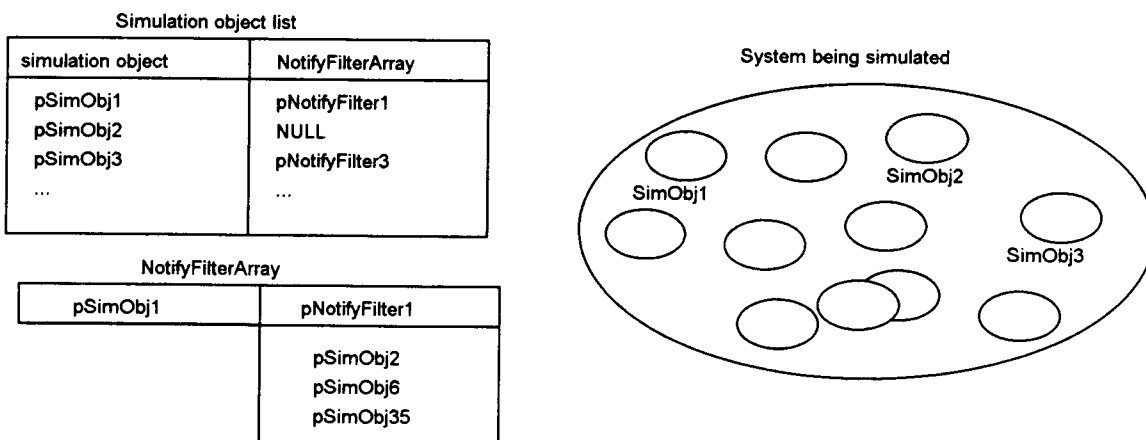 Simulation object list
simulation object NotifyFilterArray
pSimObj1 pNotifyFilter1
pSimObj2 NULL
pSimObj3 pNotifyFilter3
... ...
NotifyFilterArray
pSimObj1 pNotifyFilter1
pSimObj2
pSimObj6
pSimObj35
System being simulated
SimObj1
SimObj2
SimObj3